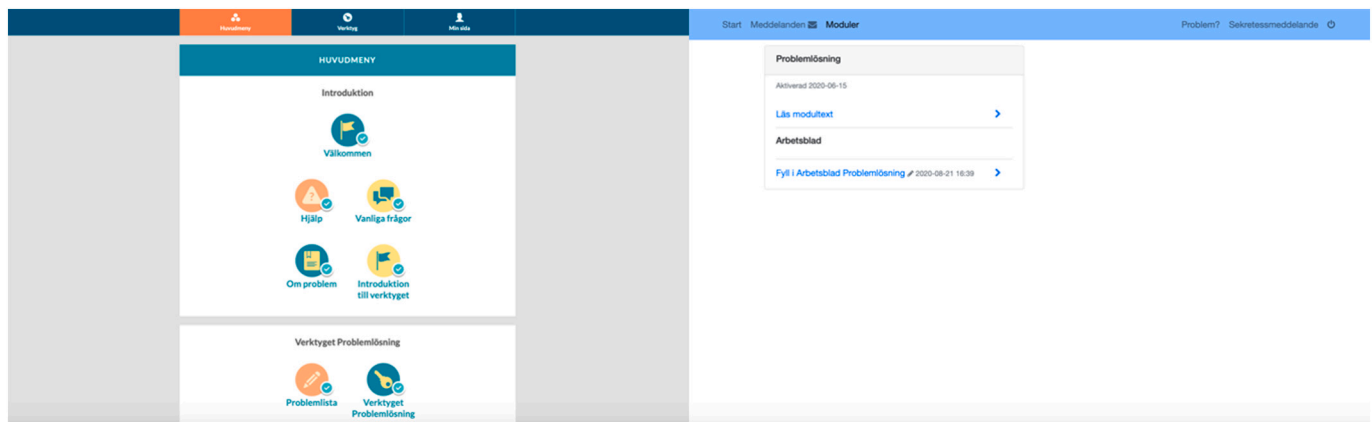 Huvudmeny
Verktyg
Min sida
HUVUDMENY
Introduktion
Välkommen
Hjälp
Vanliga frågor
Om problem
Introduktion
till verktyget
Verktyget Problemlösning
Problemlista
Verktyget
Problemlösning
Start Meddelanden Moduler
Problem? Sekretessmeddelande
Problemlösning
Aktiverad 2020-06-15
Läs modultext
Arbetsblad
Fyll i Arbetsblad Problemlösning 2020-08-21 16:39